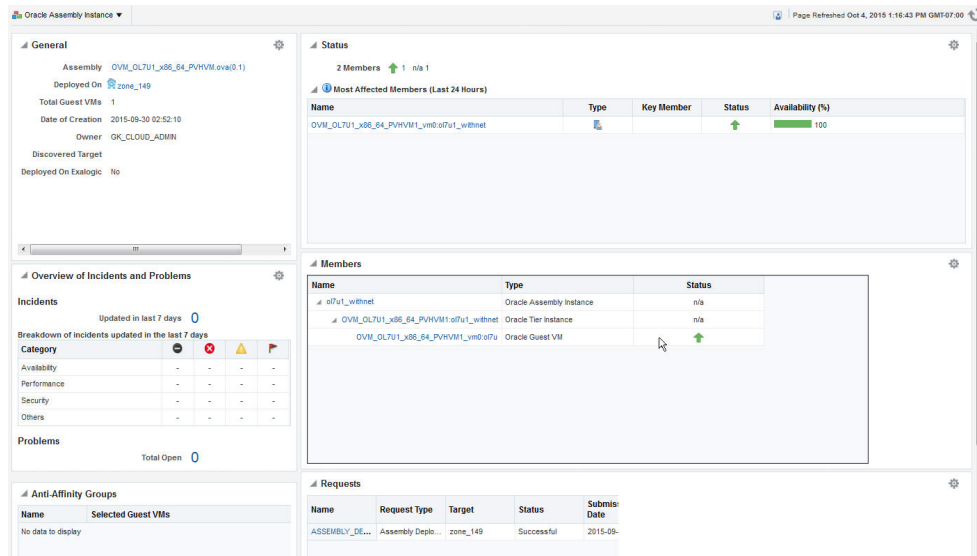 Oracle Assembly Instance ▼
Page Refreshed Oct 4, 2015 1:16:43 PM GMT-07:00
General
Assembly OVM_OL7U1_x86_64_PVHVM.ova(0.1)
Deployed On zone_149
Total Guest VMs 1
Date of Creation 2015-09-30 02:52:10
Owner GK_CLOUD_ADMIN
Discovered Target
Deployed On Exalogic No
Status
2 Members 1 n/a 1
Most Affected Members (Last 24 Hours)
Name Type Key Member Status Availability (%)
OVM_OL7U1_x86_64_PVHVM1_vm0:ol7u1_withnet 100
Overview of Incidents and Problems
Incidents
Updated in last 7 days 0
Breakdown of incidents updated in the last 7 days
Category
Availability - - - -
Performance - - - -
Security - - - -
Others - - - -
Problems
Total Open 0
Members
Name Type Status
ol7u1_withnet Oracle Assembly Instance n/a
OVM_OL7U1_x86_64_PVHVM1:ol7u1_withnet Oracle Tier Instance n/a
OVM_OL7U1_x86_64_PVHVM1_vm0:ol7u Oracle Guest VM
Anti-Affinity Groups
Name Selected Guest VMs
No data to display
Requests
Name Request Type Target Status Submis Date
ASSEMBLY_DE... Assembly Deplo... zone_149 Successful 2015-09-